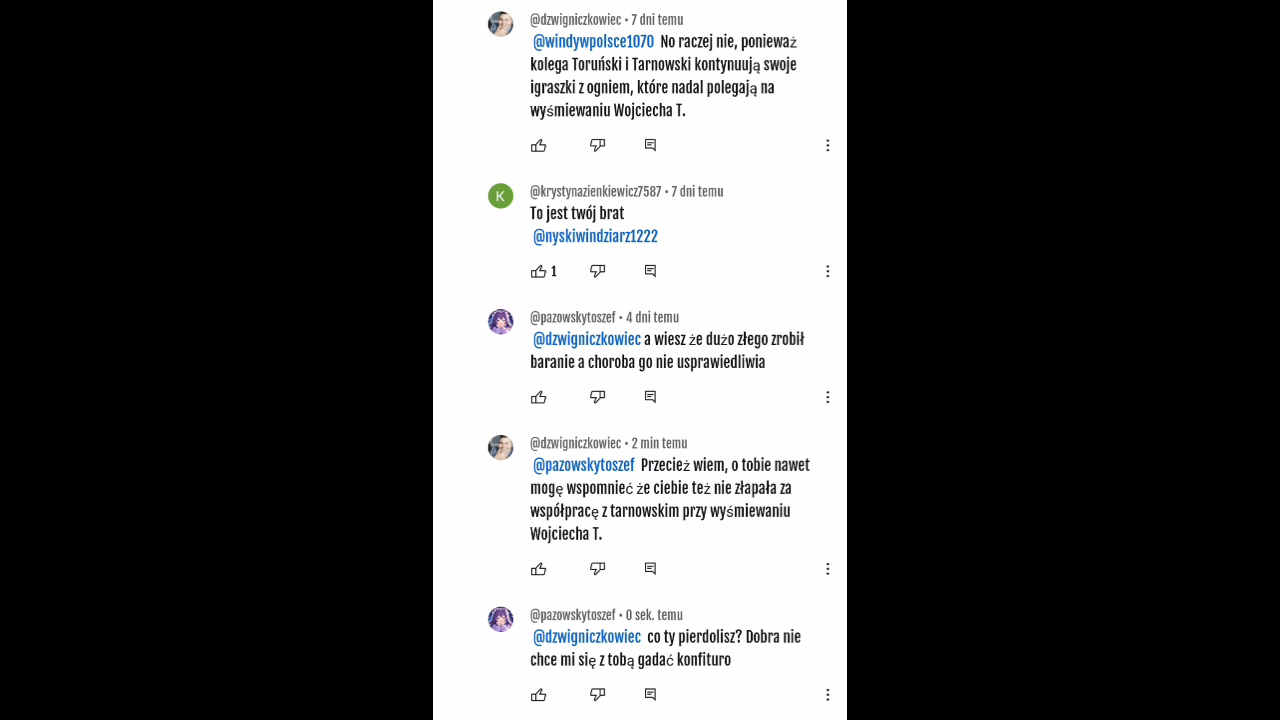 @dzwigniczkowiec • 7 dni temu
@windywpolsce1070 No raczej nie, ponieważ
kolega Toruński i Tarnowski kontynuują swoje
igraszki z ogniem, które nadal polegają na
wyśmiewaniu Wojciecha T.
K
@krystynazienkiewicz7587 • 7 dni temu
To jest twój brat
@nyskiwindziarz1222
1
@pazowskytoszef • 4 dni temu
@dzwigniczkowiec a wiesz że dużo złego zrobił
baranie a choroba go nie usprawiedliwia
@dzwigniczkowiec • 2 min temu
@pazowskytoszef Przecież wiem, o tobie nawet
mogę wspomnieć że ciebie też nie złapała za
współpracę z tarnowskim przy wyśmiewaniu
Wojciecha T.
@pazowskytoszef • 0 sek. temu
@dzwigniczkowiec co ty pierdolisz? Dobra nie
chce mi się z tobą gadać konfituro